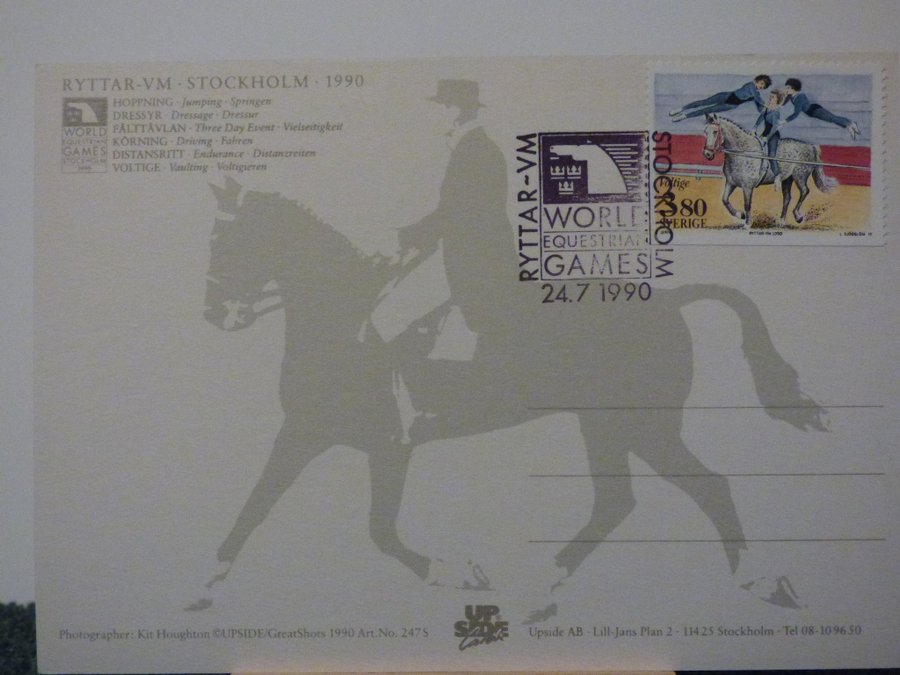 RYTTAR-VM · STOCKHOLM · 1990
WORLD
EQUESTRIAN
GAMES
STOCKHOLM
1990
HOPPNING · Jumping · Springen
DRESSYR · Dressage · Dressur
FÄLTTÄVLAN · Three Day Event · Vielseitigkeit
KÖRNING · Driving · Fahren
DISTANSRITT · Endurance · Distanzreiten
VOLTIGE · Vaulting · Voltigieren
RYTTAR-VM
STOCKHOLM
WORLD
EQUESTRIAN
GAMES
24.7 1990
Voltige
3 80
SVERIGE
RYTTAR-VM 1990
Photographer: Kit Houghton ©UPSIDE/GreatShots 1990 Art.No. 247 S
UP
SIDE
Upside AB · Lill-Jans Plan 2 · 114 25 Stockholm · Tel 08-10 96 50